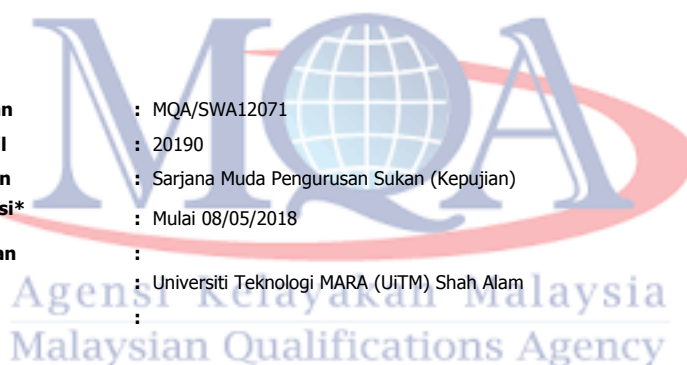 MQA
an : MQA/SWA12071
l : 20190
n : Sarjana Muda Pengurusan Sukan (Kepujian)
si* : Mulai 08/05/2018
an :
: Universiti Teknologi MARA (UiTM) Shah Alam
:
Agensi Kelayakan Malaysia
Malaysian Qualifications Agency